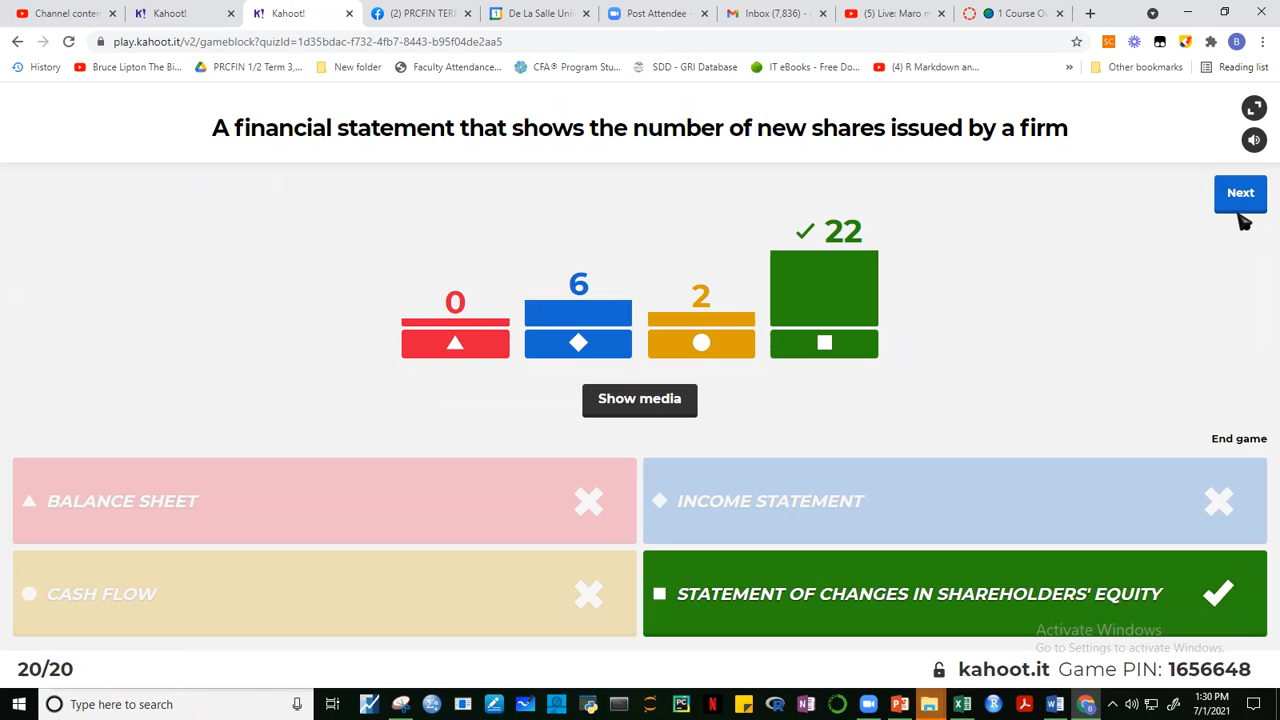 Channel conten
Kahoot!
Kahoot!
(2) PRCFIN TERM
De La Salle Univ
Post Attendee -
Inbox (7,836) -
(5) Live: Maro m
1 Course Ov
play.kahoot.it/v2/gameblock?quizId=1d35bdac-f732-4fb7-8443-b95f04de2aa5
SC
B
History
Bruce Lipton The Bi...
PRCFIN 1/2 Term 3,...
New folder
Faculty Attendance...
CFA® Program Stu...
SDD - GRI Database
IT eBooks - Free Do...
(4) R Markdown an...
»
Other bookmarks
Reading list
A financial statement that shows the number of new shares issued by a firm
Next
0
6
2
22
Show media
End game
BALANCE SHEET
INCOME STATEMENT
CASH FLOW
STATEMENT OF CHANGES IN SHAREHOLDERS' EQUITY
Activate Windows
Go to Settings to activate Windows.
20/20
kahoot.it Game PIN: 1656648
Type here to search
1:30 PM
7/1/2021